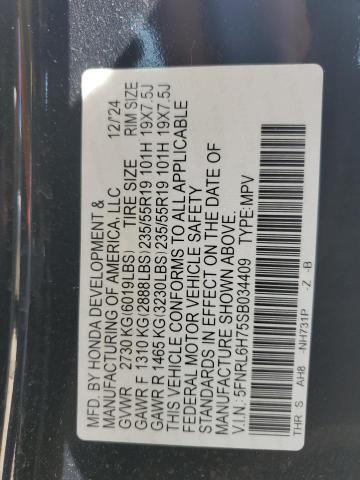 MFD. BY HONDA DEVELOPMENT &
MANUFACTURING OF AMERICA, LLC 12/24
GVWR 2730 KG(6019LBS) TIRE SIZE RIM SIZE
GAWR F 1310 KG(2888LBS)235/55R19 101H 19X7.5J
GAWR R 1465 KG(3230LBS)235/55R19 101H 19X7.5J
THIS VEHICLE CONFORMS TO ALL APPLICABLE
FEDERAL MOTOR VEHICLE SAFETY
STANDARDS IN EFFECT ON THE DATE OF
MANUFACTURE SHOWN ABOVE.
V.I.N.: 5FNRL6H75SB034409 TYPE:MPV
THR S AH8 -NH731P -Z -B